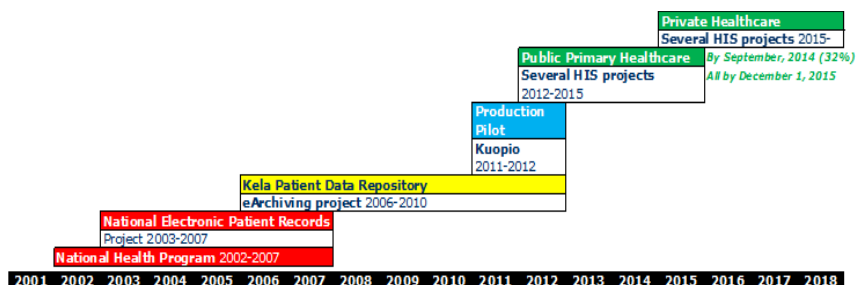 Private Healthcare
Several HIS projects 2015-
Public Primary Healthcare
By September, 2014 (32%)
Several HIS projects
All by December 1, 2015
2012-2015
Production
Pilot
Kuopio
2011-2012
Kela Patient Data Repository
eArchiving project 2006-2010
National Electronic Patient Records
Project 2003-2007
National Health Program 2002-2007
2001 2002 2003 2004 2005 2006 2007 2008 2009 2010 2011 2012 2013 2014 2015 2016 2017 2018